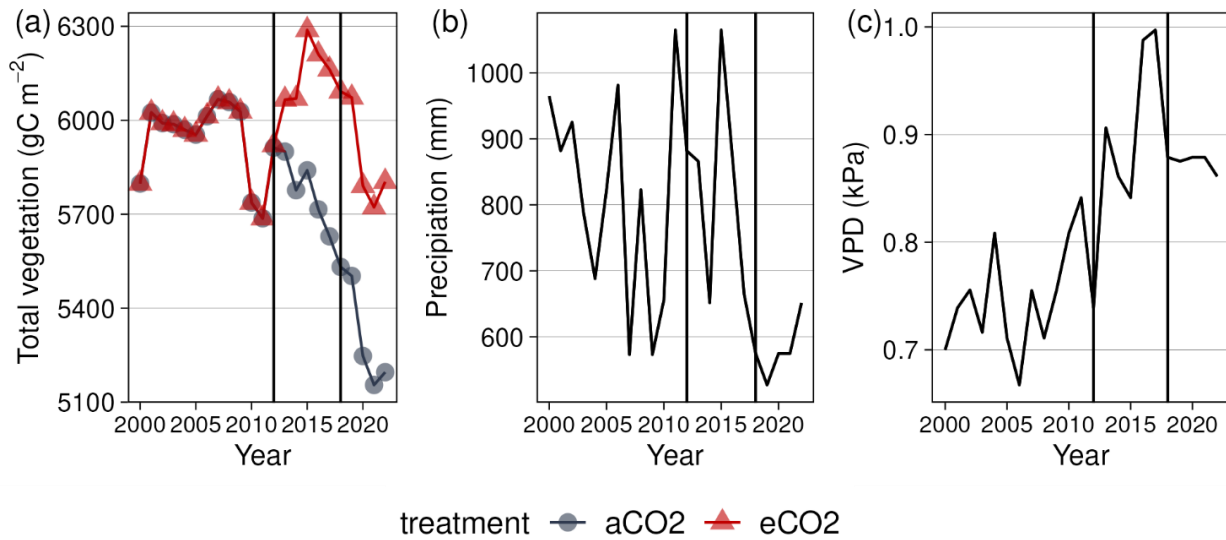 (a)
Total vegetation (gC m−2)
6300
6000
5700
5400
5100
2000 2005 2010 2015 2020
Year
(b)
Precipiation (mm)
1000
900
800
700
600
2000 2005 2010 2015 2020
Year
(c)
VPD (kPa)
1.0
0.9
0.8
0.7
2000 2005 2010 2015 2020
Year
treatment aCO2 eCO2